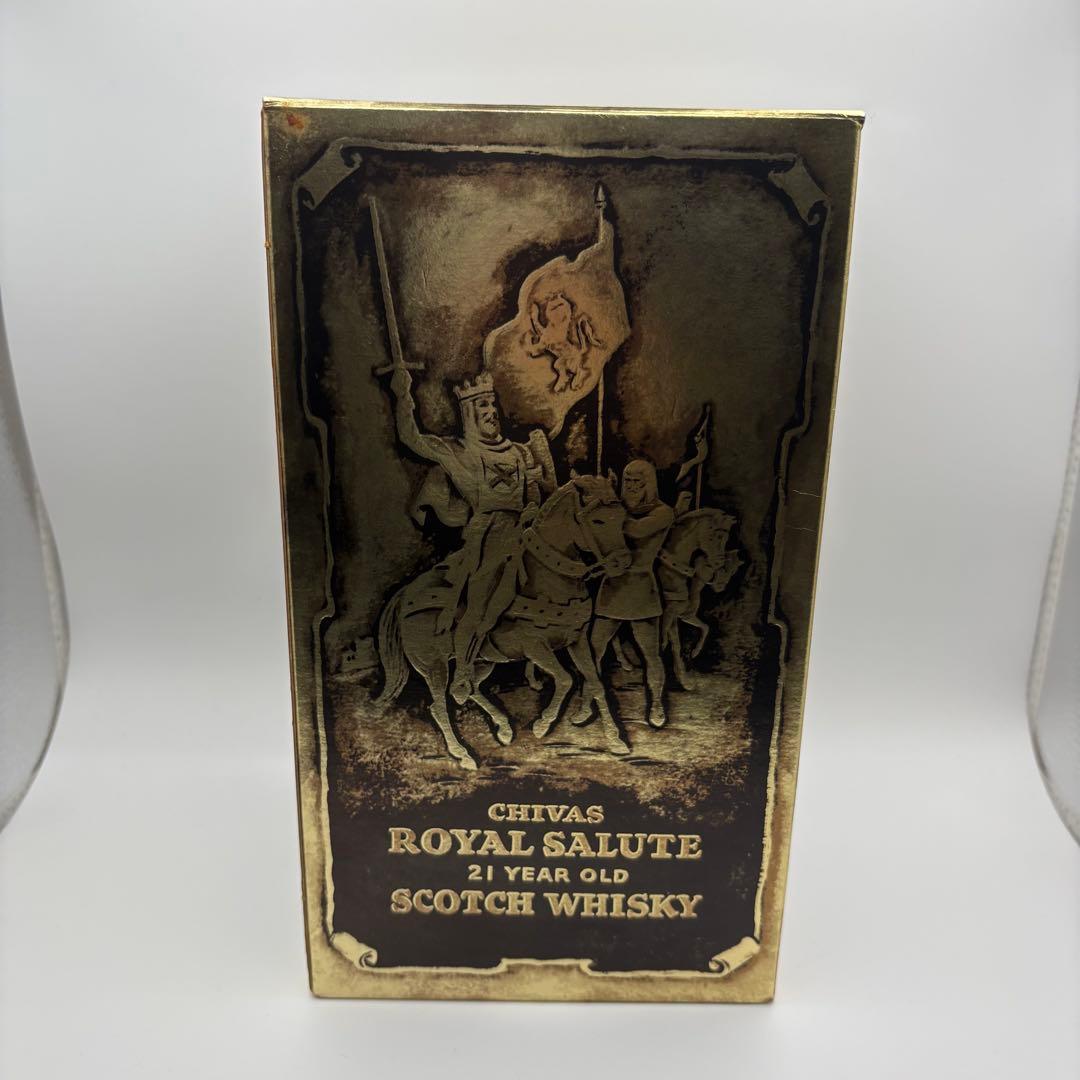 CHIVAS
ROYAL SALUTE
21 YEAR OLD
SCOTCH WHISKY